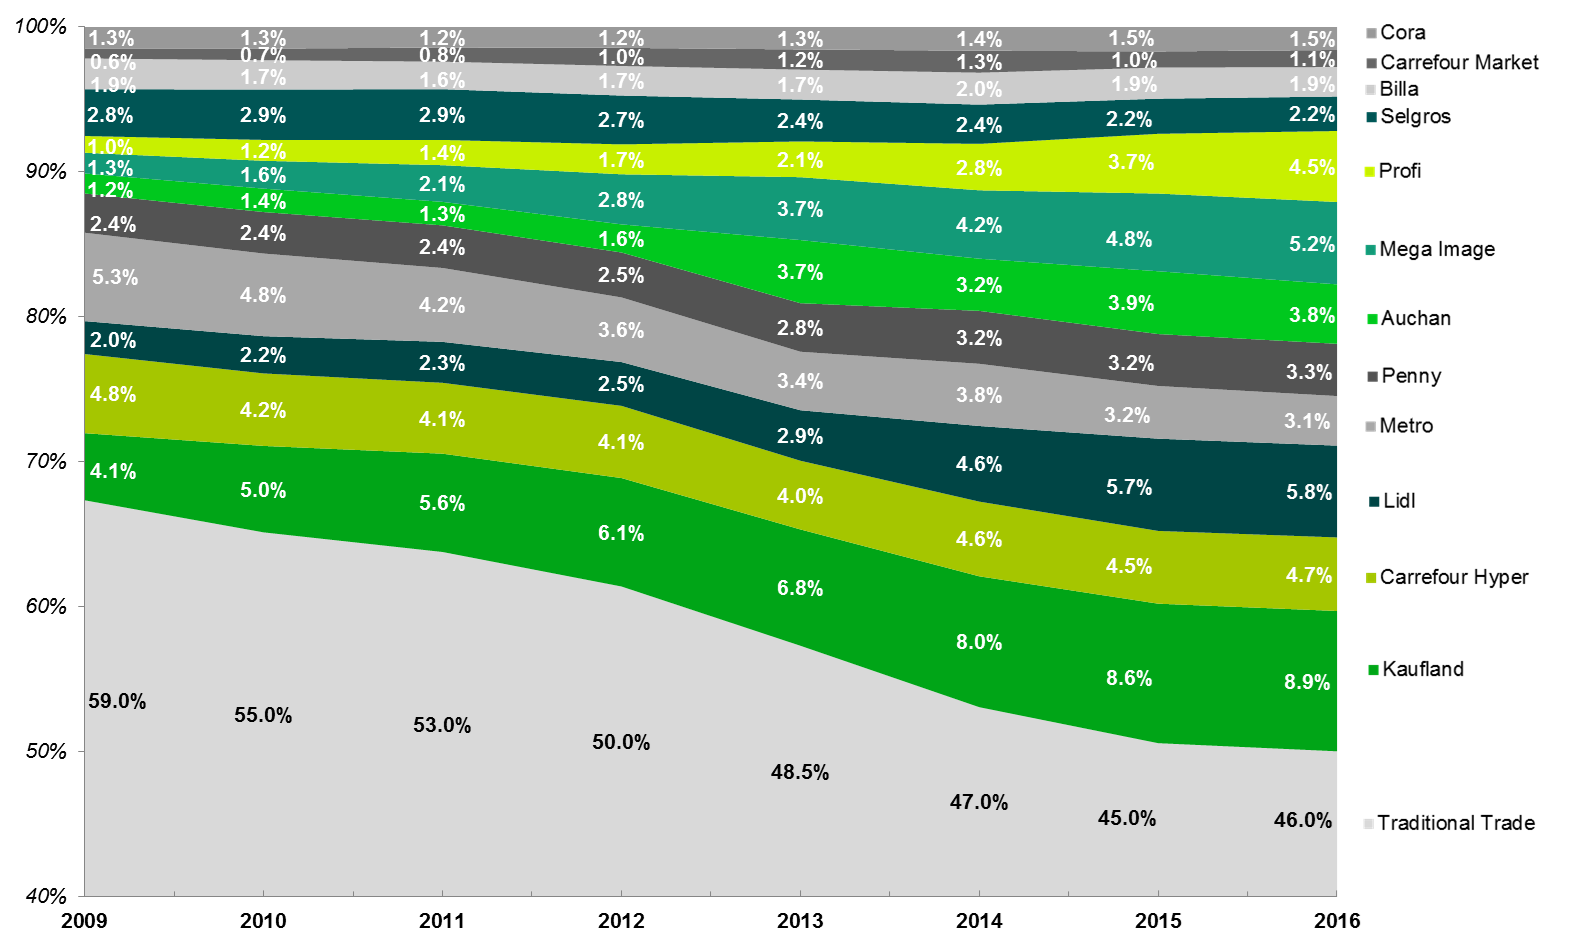 100%
90%
80%
70%
60%
50%
40%
1.3% 1.3% 1.2% 1.2% 1.3% 1.4% 1.5% 1.5% Cora
0.6% 0.7% 0.8% 1.0% 1.2% 1.3% 1.0% 1.1% Carrefour Market
1.9% 1.7% 1.6% 1.7% 1.7% 2.0% 1.9% 1.9% Billa
2.8% 2.9% 2.9% 2.7% 2.4% 2.4% 2.2% 2.2% Selgros
1.0% 1.2% 1.4% 1.7% 2.1% 2.8% 3.7% 4.5% Profi
1.3% 1.6% 2.1% 2.8% 3.7% 4.2% 4.8% 5.2% Mega Image
1.2% 1.4% 1.3% 1.6% 3.7% 3.2% 3.9% 3.8% Auchan
2.4% 2.4% 2.4% 2.5% 2.8% 3.2% 3.2% 3.3% Penny
5.3% 4.8% 4.2% 3.6% 3.4% 3.8% 3.2% 3.1% Metro
2.0% 2.2% 2.3% 2.5% 2.9% 4.6% 5.7% 5.8% Lidl
4.8% 4.2% 4.1% 4.1% 4.0% 4.6% 4.5% 4.7% Carrefour Hyper
4.1% 5.0% 5.6% 6.1% 6.8% 8.0% 8.6% 8.9% Kaufland
59.0% 55.0% 53.0% 50.0% 48.5% 47.0% 45.0% 46.0% Traditional Trade
2009 2010 2011 2012 2013 2014 2015 2016